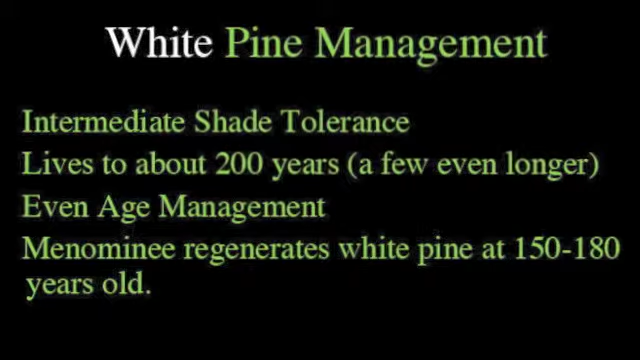 White Pine Management
Intermediate Shade Tolerance
Lives to about 200 years (a few even longer)
Even Age Management
Menominee regenerates white pine at 150-180
years old.